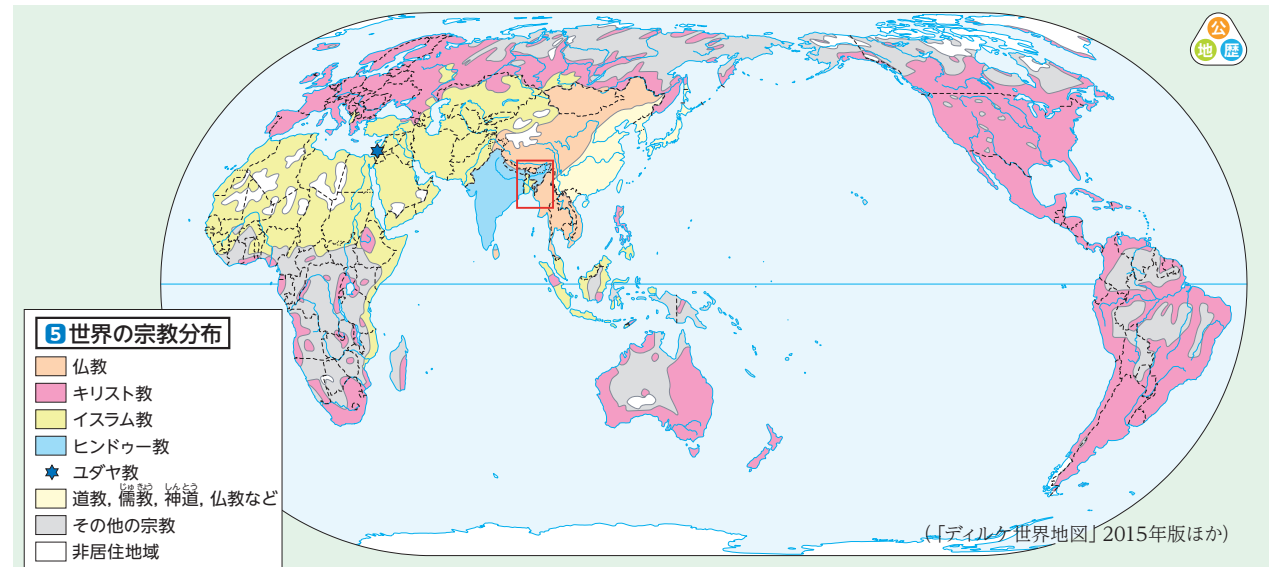 公
地 歴
5 世界の宗教分布
仏教
キリスト教
イスラム教
ヒンドゥー教
ユダヤ教
じゅきょう しんとう
道教, 儒教, 神道, 仏教など
その他の宗教
非居住地域
(「ディルケ世界地図」2015年版ほか)